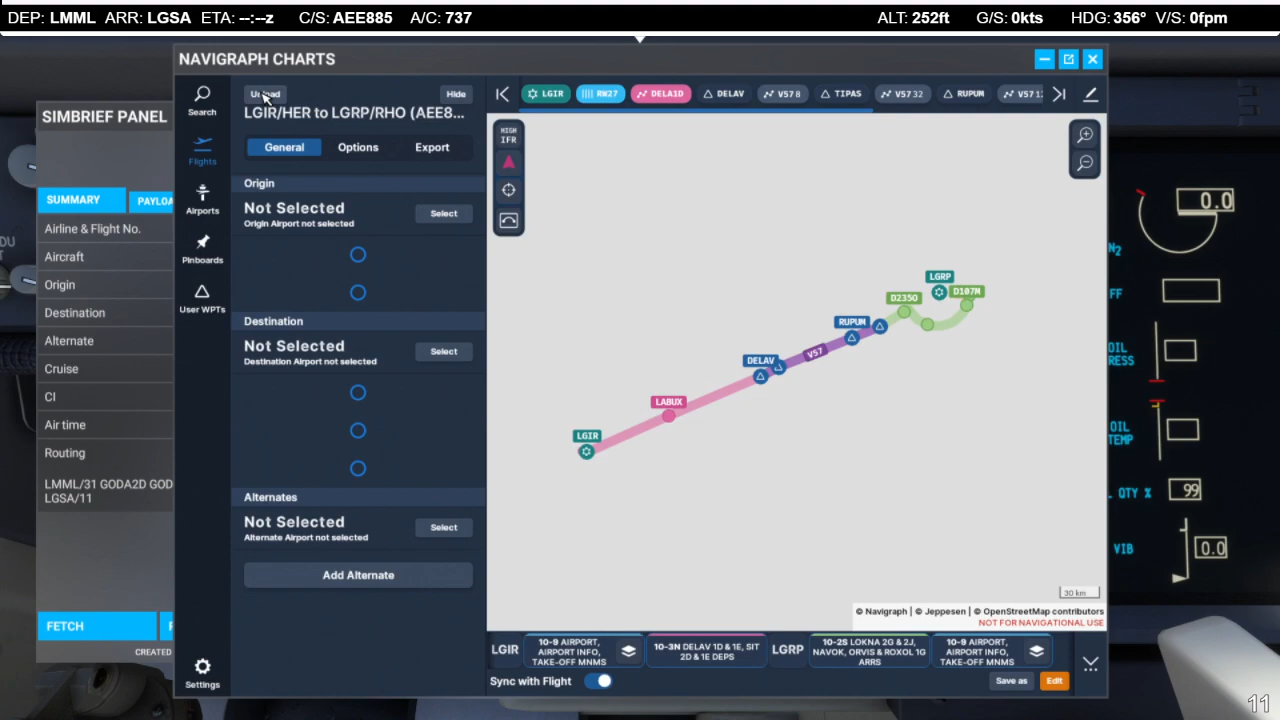 DEP: LMML ARR: LGSA ETA: --:--z C/S: AEE885 A/C: 737
ALT: 252ft G/S: 0kts HDG: 356° V/S: 0fpm
NAVIGRAPH CHARTS
SIMBRIEF PANEL
SUMMARY
Airline & Flight No.
Aircraft
Origin
Destination
Alternate
Cruise
CI
Air time
Routing
LMML/31 GODA2D GOD
LGSA/11
FETCH
CREATED
Search
Flights
Airports
Pinboards
User WPTs
Settings
Hide
LGIR/HER to LGRP/RHO (AEE8...
General Options Export
Origin
Not Selected
Select
Origin Airport not selected
Destination
Not Selected
Select
Destination Airport not selected
Alternates
Not Selected
Select
Alternate Airport not selected
Add Alternate
LGIR RW27 DELA1D DELAV V57 8 TIPAS V57 32 RUPUM V57
HIGH
IFR
LGRP
D235O D107M
RUPUM
V57
DELAV
LABUX
LGIR
30 km
© Navigraph | © Jeppesen | © OpenStreetMap contributors
NOT FOR NAVIGATIONAL USE
LGIR
10-9 AIRPORT,
AIRPORT INFO,
TAKE-OFF MNMS
10-3N DELAV 1D & 1E, SIT
2D & 1E DEPS
LGRP
10-2S LOKNA 2G & 2J,
NAVOK, ORVIS & ROXOL 1G
ARRS
10-9 AIRPORT,
AIRPORT INFO,
TAKE-OFF MNMS
Sync with Flight
Save as Edit
0.0
N2
FF
OIL
OIL
TEMP
QTY %
99
VIB
0.0
11